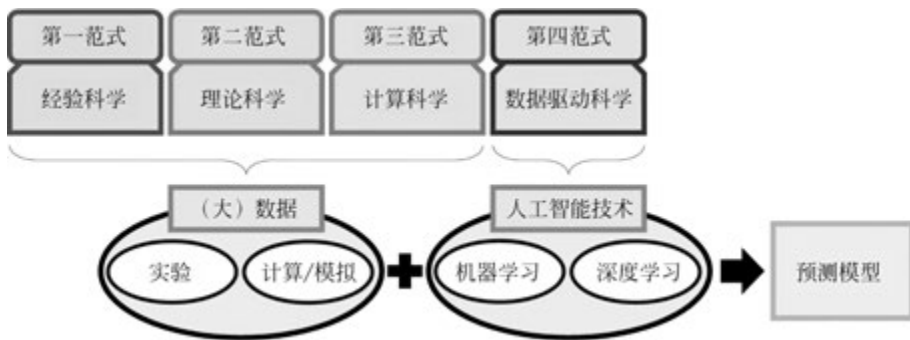 第一范式
第二范式
第三范式
第四范式
经验科学
理论科学
计算科学
数据驱动科学
（大）数据
人工智能技术
实验
计算/模拟
机器学习
深度学习
预测模型